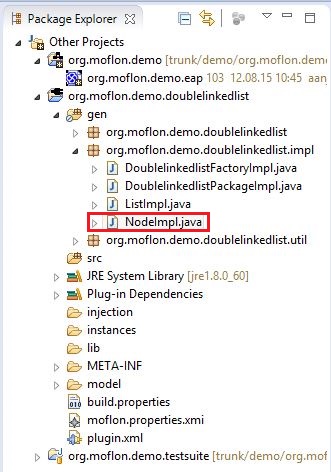 Package Explorer
Other Projects
org.moflon.demo [trunk/demo/org.moflon.
org.moflon.demo.eap 103 12.08.15 10:45 aan
org.moflon.demo.doublelinkedlist
gen
org.moflon.demo.doublelinkedlist
org.moflon.demo.doublelinkedlist.impl
DoublelinkedlistFactoryImpl.java
DoublelinkedlistPackageImpl.java
ListImpl.java
NodeImpl.java
org.moflon.demo.doublelinkedlist.util
src
JRE System Library [jre1.8.0_60]
Plug-in Dependencies
injection
instances
lib
META-INF
model
build.properties
moflon.properties.xmi
plugin.xml
org.moflon.demo.testsuite [trunk/demo/org.mof